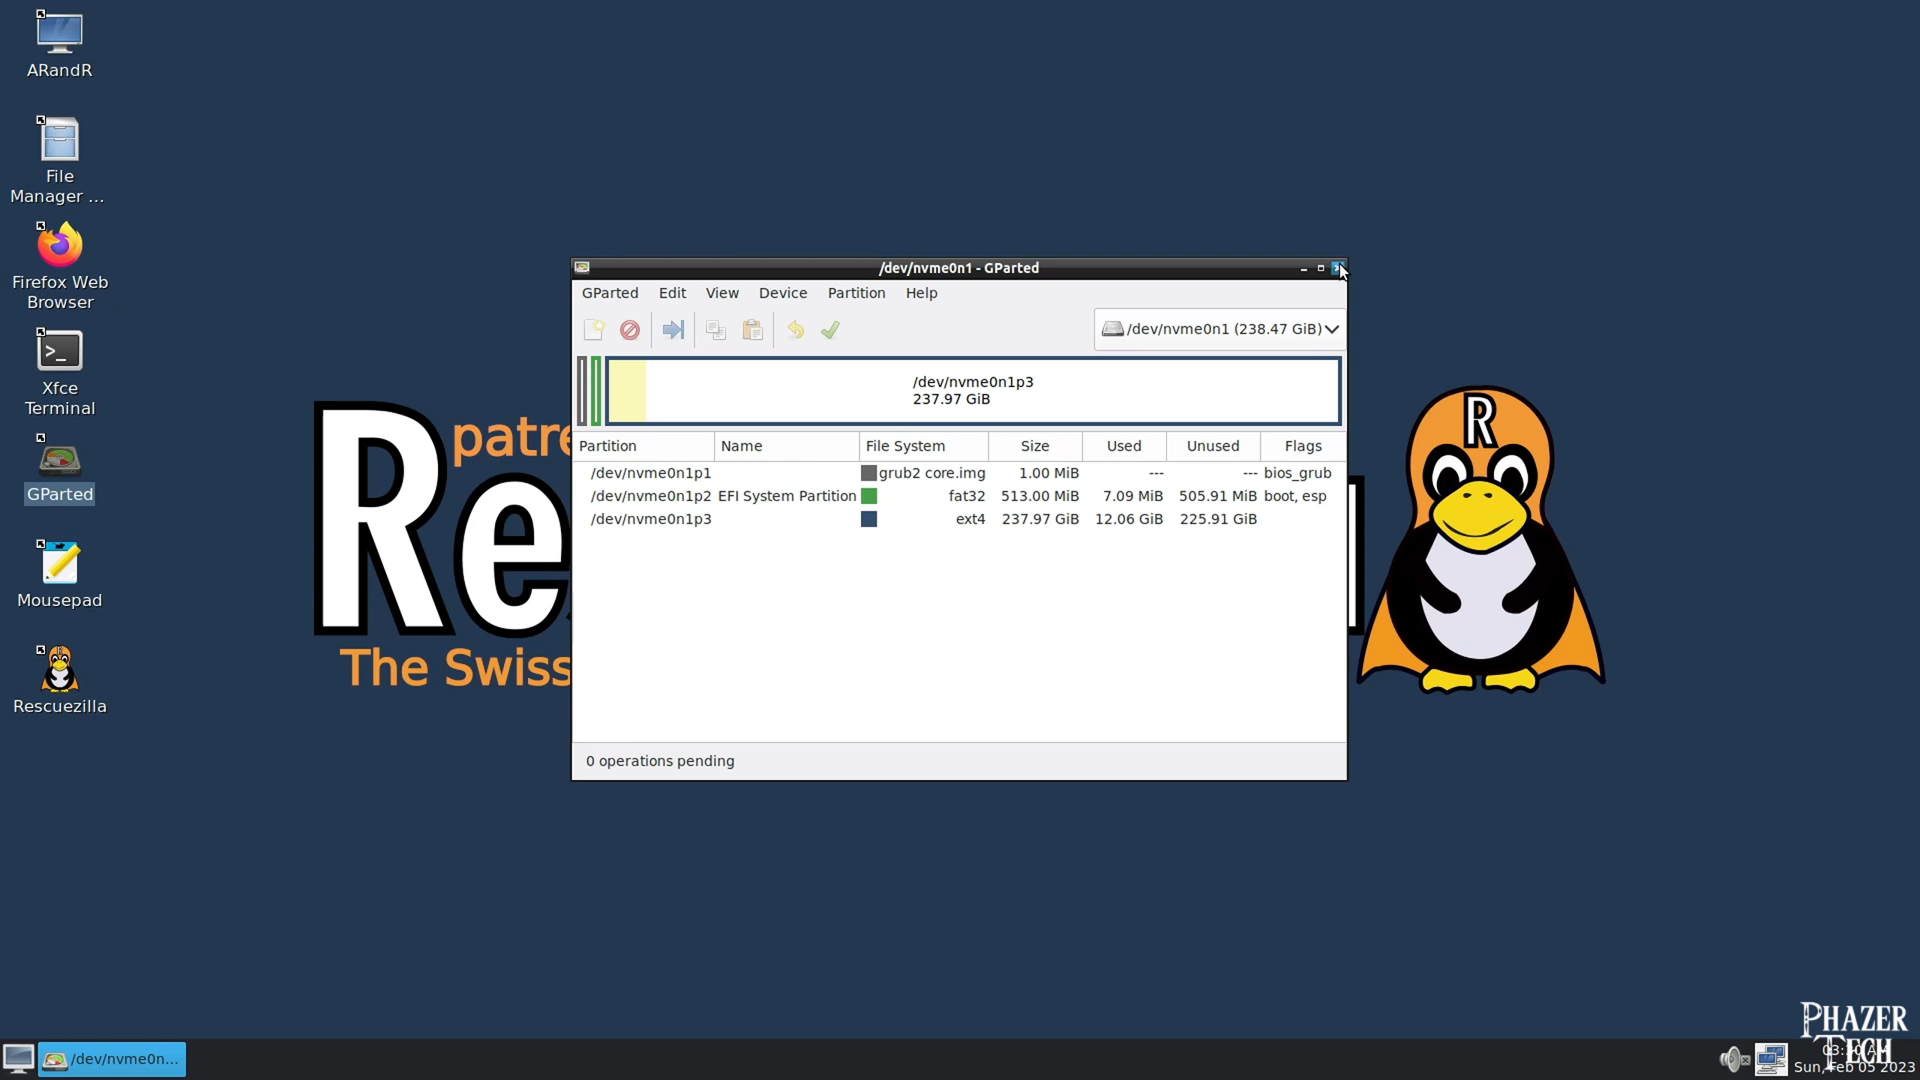 ARandR
File
Manager ...
Firefox Web
Browser
>_
Xfce
Terminal
GParted
Mousepad
R
Rescuezilla
/dev/nvme0n1 - GParted
GParted Edit View Device Partition Help
/dev/nvme0n1 (238.47 GiB)
/dev/nvme0n1p3
237.97 GiB
Partition Name File System Size Used Unused Flags
/dev/nvme0n1p1 grub2 core.img 1.00 MiB --- --- bios_grub
/dev/nvme0n1p2 EFI System Partition fat32 513.00 MiB 7.09 MiB 505.91 MiB boot, esp
/dev/nvme0n1p3 ext4 237.97 GiB 12.06 GiB 225.91 GiB
0 operations pending
patre
Re
The Swiss
R
PHAZER
TECH
/dev/nvme0n...
Sun, Feb 05 2023